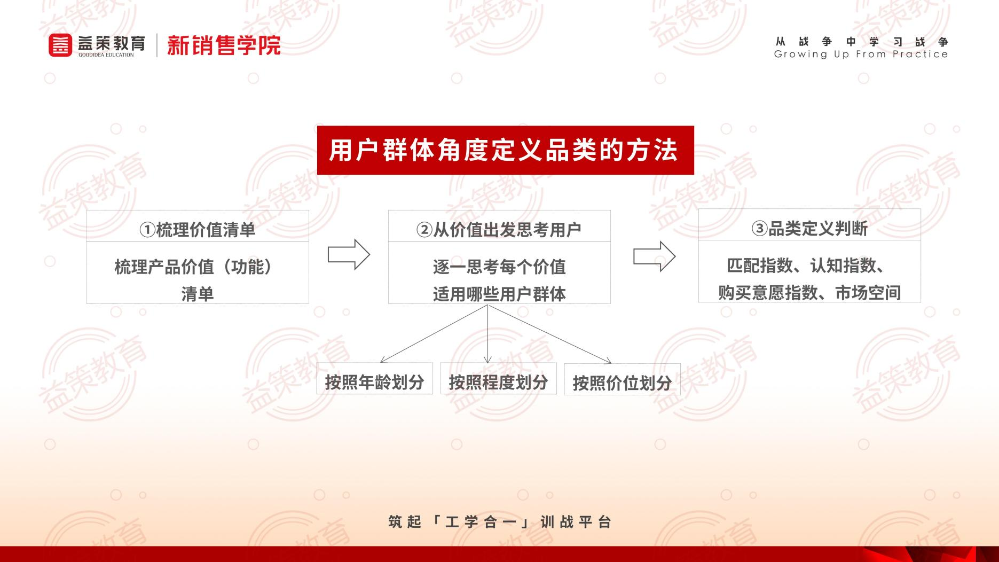 益策教育
GOODIDEA EDUCATION
新销售学院
从战争中学习战争
Growing Up From Practice
用户群体角度定义品类的方法
①梳理价值清单
梳理产品价值（功能）
清单
②从价值出发思考用户
逐一思考每个价值
适用哪些用户群体
③品类定义判断
匹配指数、认知指数、
购买意愿指数、市场空间
按照年龄划分
按照程度划分
按照价位划分
筑起「工学合一」训战平台
益策教育